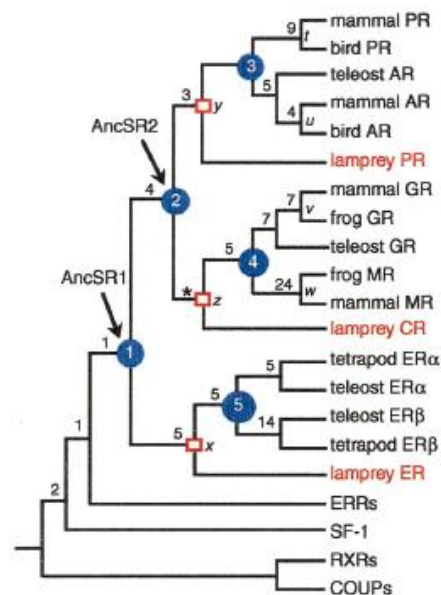 mammal PR
9
t
bird PR
3
teleost AR
5
3
y
mammal AR
4
u
AncSR2
bird AR
lamprey PR
mammal GR
4
7
v
2
7
frog GR
5
teleost GR
4
frog MR
AncSR1
*
z
24
w
mammal MR
lamprey CR
1
1
tetrapod ERα
5
5
teleost ERα
5
teleost ERβ
14
5
x
tetrapod ERβ
1
lamprey ER
2
ERRs
SF-1
RXRs
COUPs